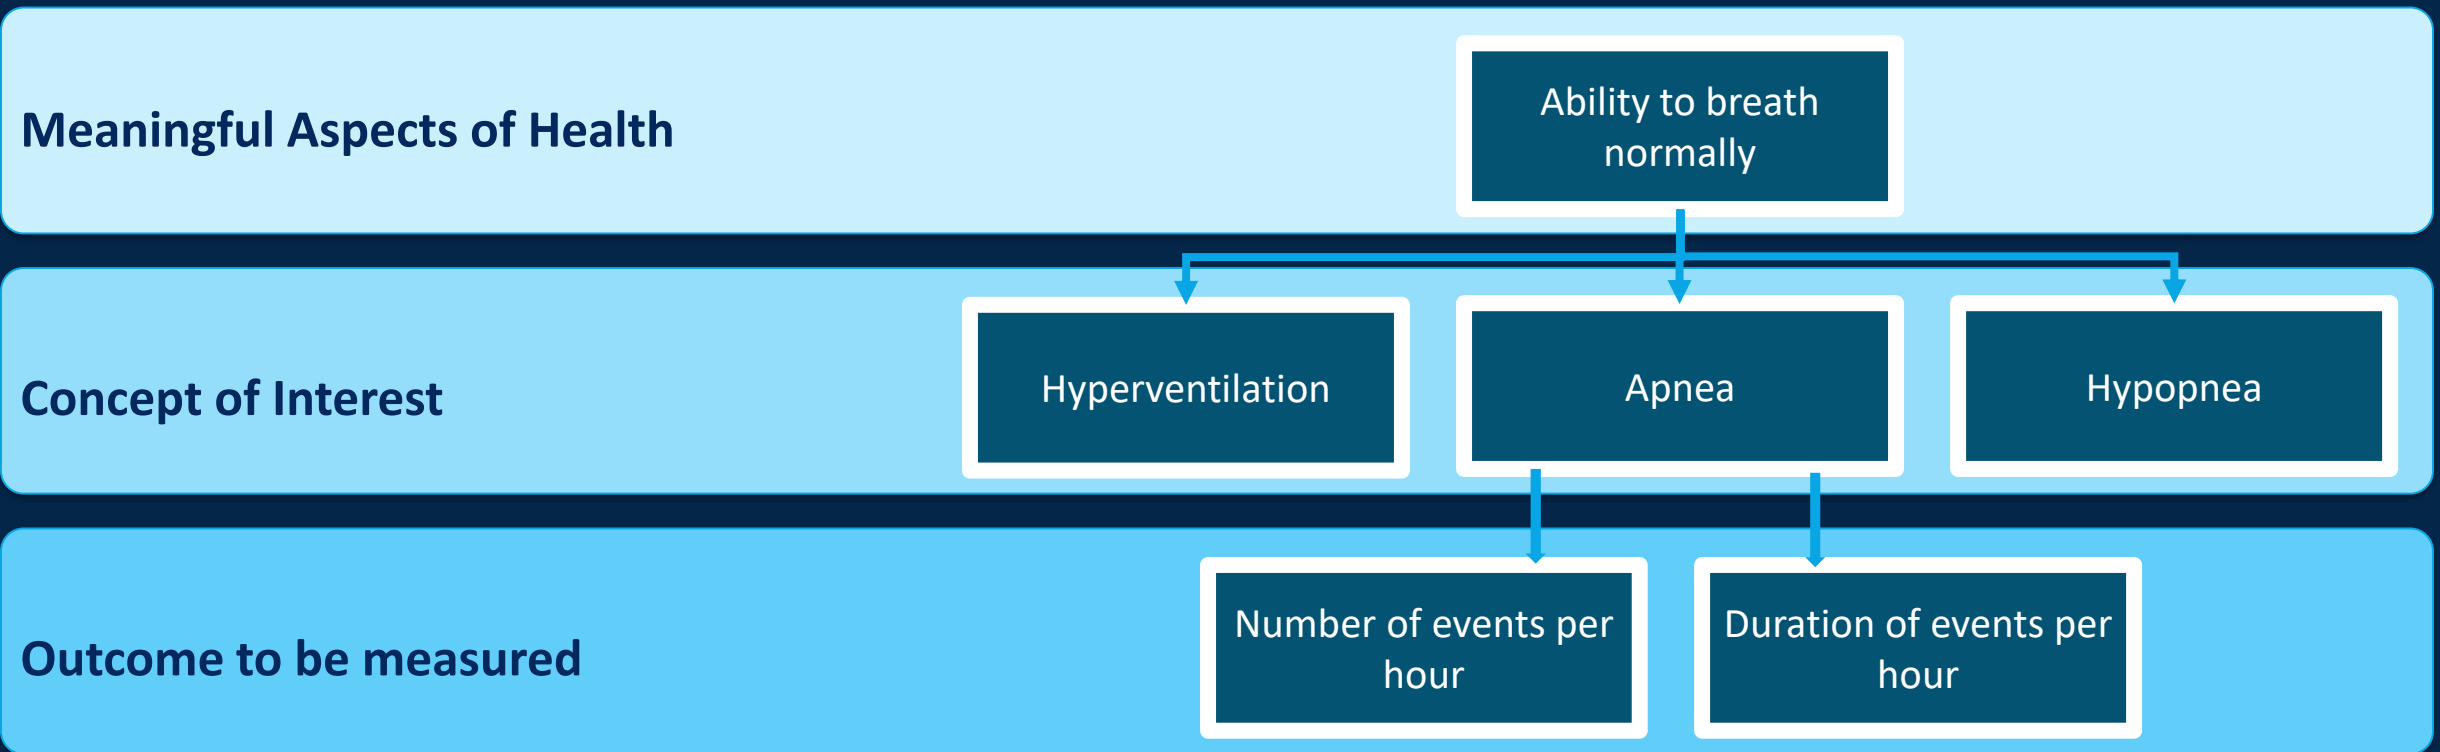 Meaningful Aspects of Health
Ability to breath
normally
Concept of Interest
Hyperventilation
Apnea
Hypopnea
Outcome to be measured
Number of events per
hour
Duration of events per
hour